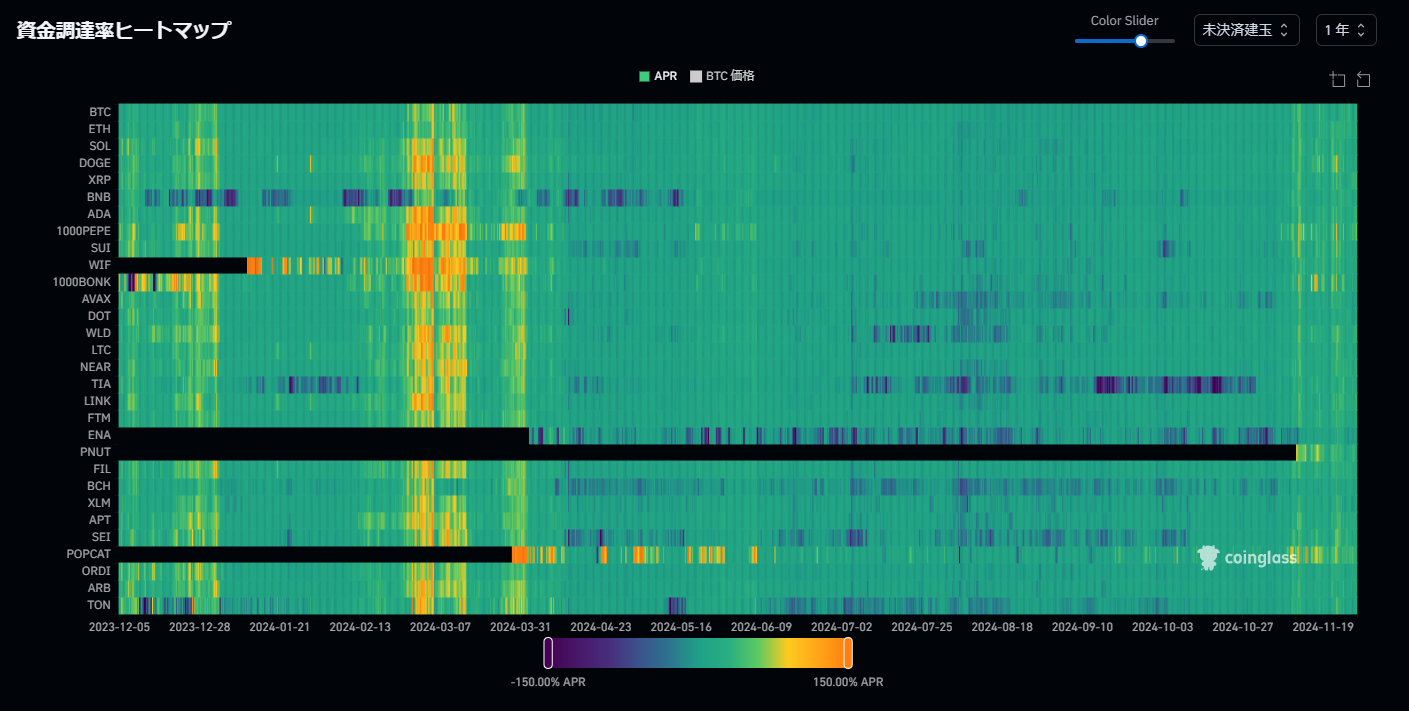 資金調達率ヒートマップ
Color Slider
未決済建玉
1 年
APR
BTC 価格
BTC
ETH
SOL
DOGE
XRP
BNB
ADA
1000PEPE
SUI
WIF
1000BONK
AVAX
DOT
WLD
LTC
NEAR
TIA
LINK
FTM
ENA
PNUT
FIL
BCH
XLM
APT
SEI
POPCAT
ORDI
ARB
TON
coinglass
2023-12-05 2023-12-28 2024-01-21 2024-02-13 2024-03-07 2024-03-31 2024-04-23 2024-05-16 2024-06-09 2024-07-02 2024-07-25 2024-08-18 2024-09-10 2024-10-03 2024-10-27 2024-11-19
-150.00% APR
150.00% APR